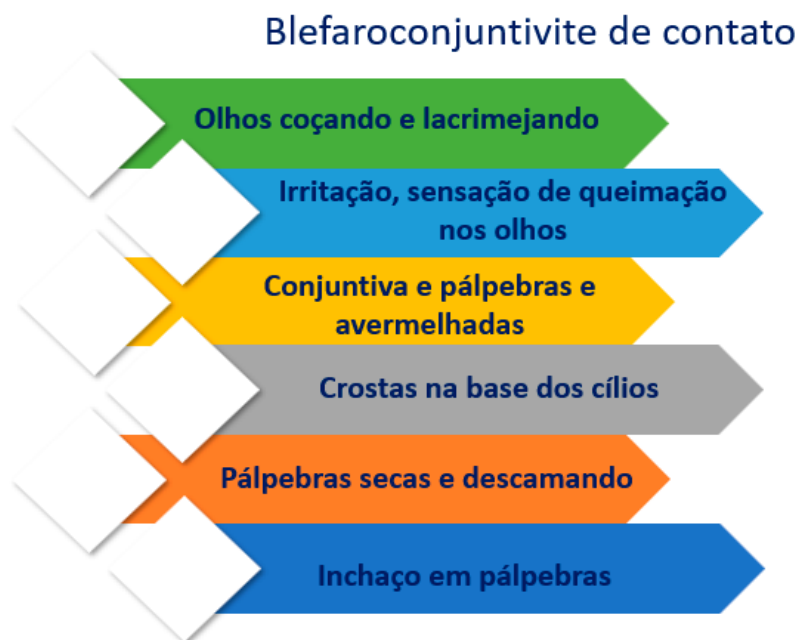 Blefaroconjuntivite de contato
Olhos coçando e lacrimejando
Irritação, sensação de queimação
nos olhos
Conjuntiva e pálpebras e
avermelhadas
Crostas na base dos cílios
Pálpebras secas e descamando
Inchaço em pálpebras